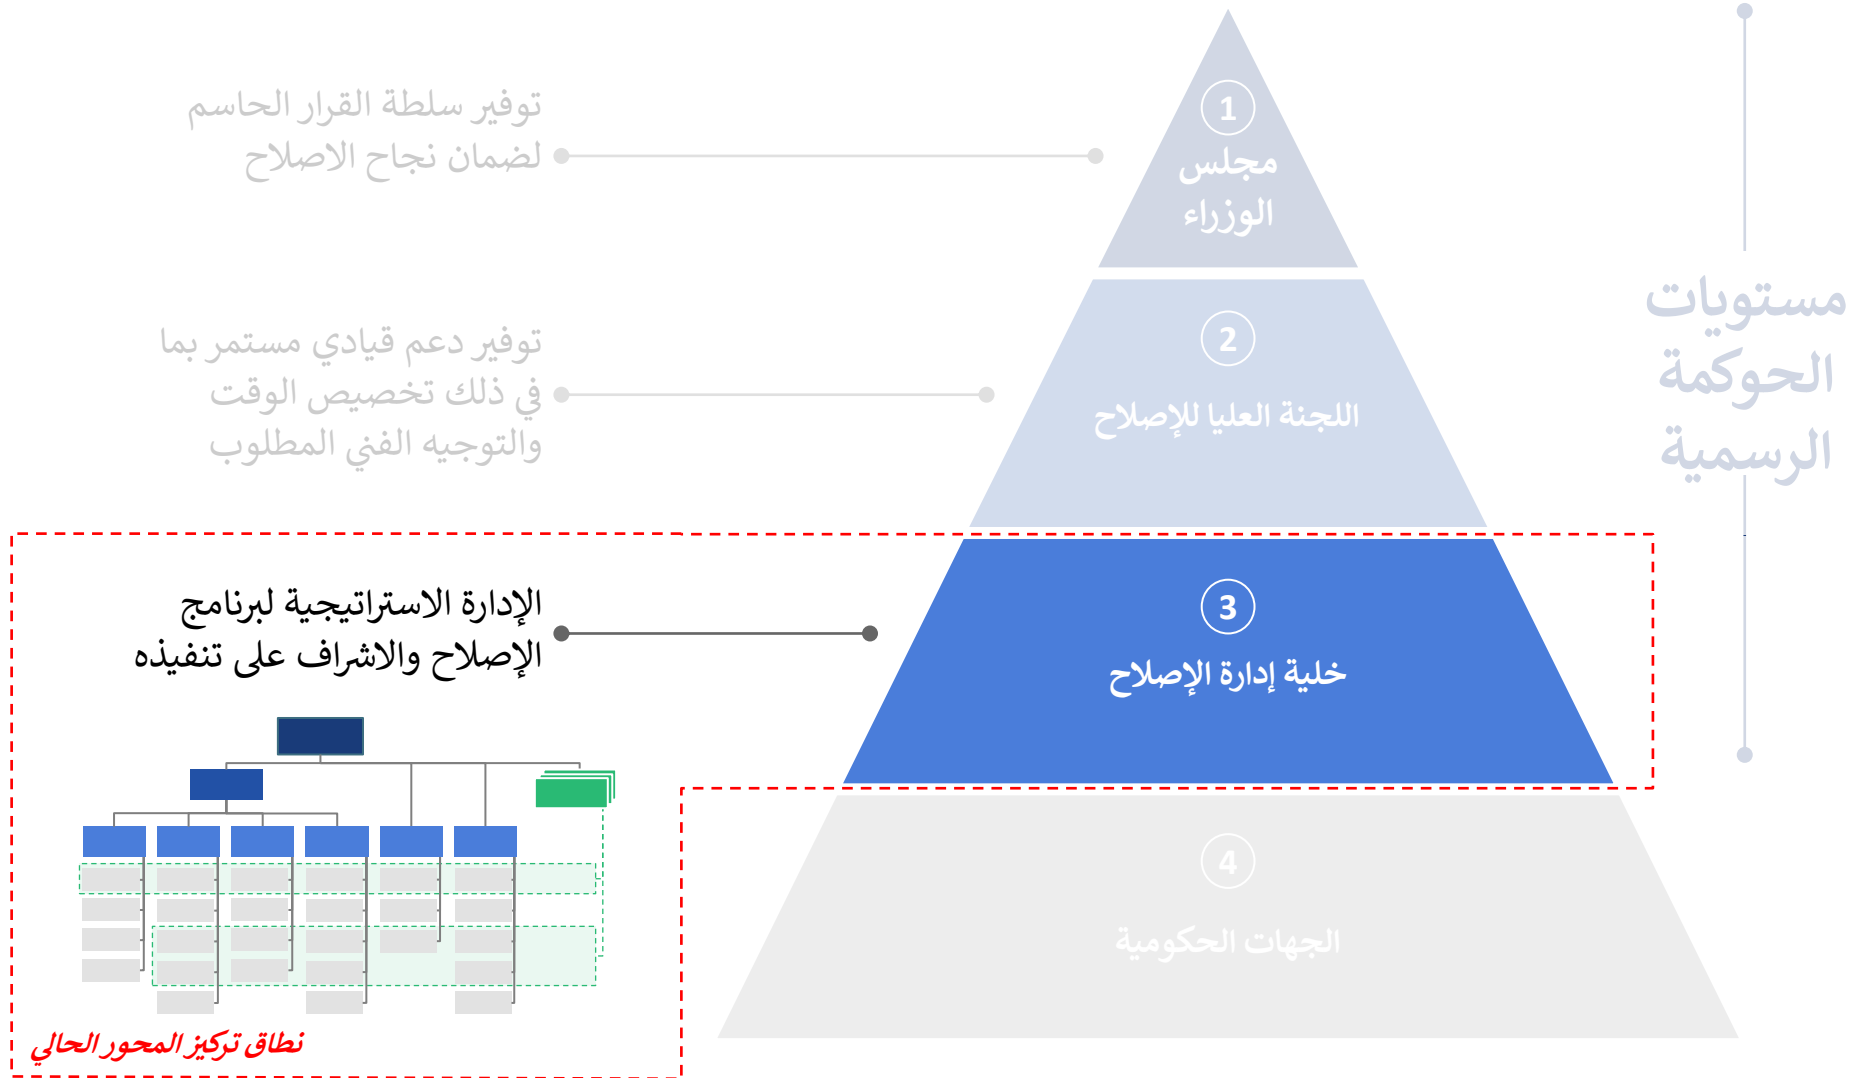 مستويات
الحوكمة
الرسمية
1
مجلس
الوزراء
توفير سلطة القرار الحاسم
لضمان نجاح الاصلاح
2
اللجنة العليا للإصلاح
توفير دعم قيادي مستمر بما
في ذلك تخصيص الوقت
والتوجيه الفني المطلوب
3
خلية إدارة الإصلاح
الإدارة الاستراتيجية لبرنامج
الإصلاح والاشراف على تنفيذه
4
الجهات الحكومية
نطاق تركيز المحور الحالي